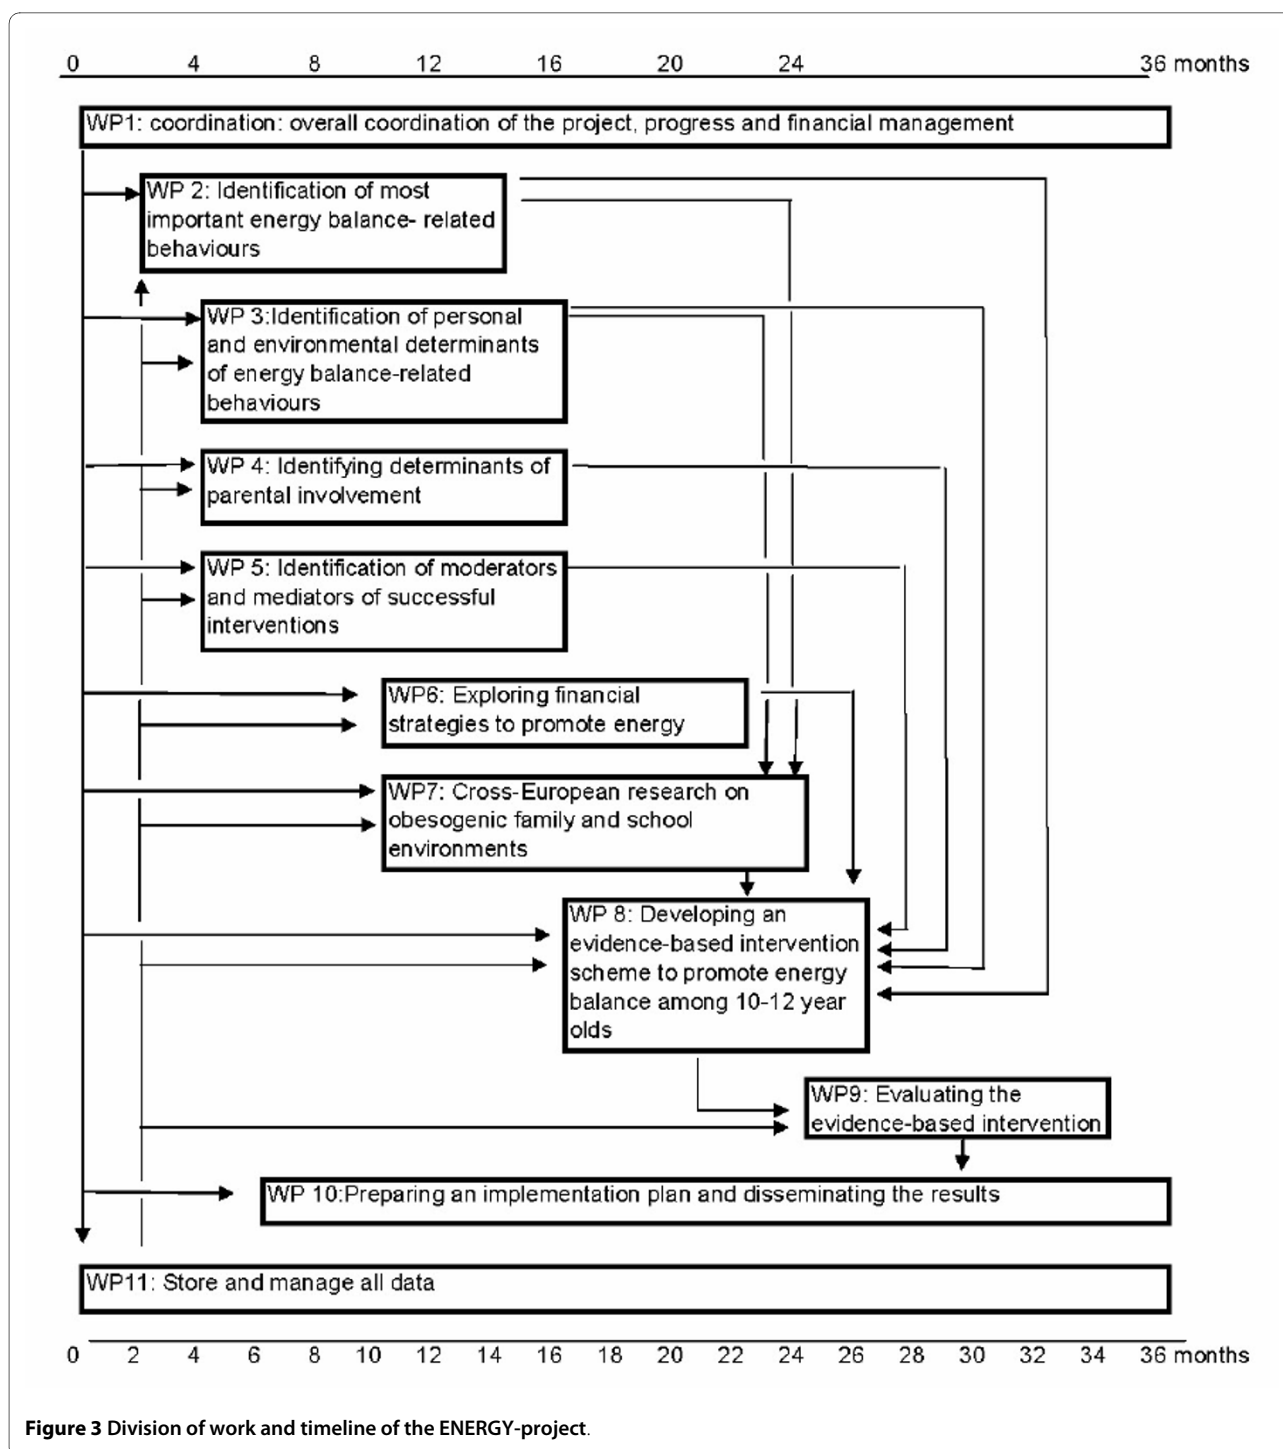 0 4 8 12 16 20 24 36 months
WP1: coordination: overall coordination of the project, progress and financial management
WP 2: Identification of most
important energy balance- related
behaviours
WP 3:Identification of personal
and environmental determinants
of energy balance-related
behaviours
WP 4: Identifying determinants of
parental involvement
WP 5: Identification of moderators
and mediators of successful
interventions
WP6: Exploring financial
strategies to promote energy
WP7: Cross-European research on
obesogenic family and school
environments
WP 8: Developing an
evidence-based intervention
scheme to promote energy
balance among 10-12 year
olds
WP9: Evaluating the
evidence-based intervention
WP 10:Preparing an implementation plan and disseminating the results
WP11: Store and manage all data
0 2 4 6 8 10 12 14 16 18 20 22 24 26 28 30 32 34 36 months
Figure 3 Division of work and timeline of the ENERGY-project.